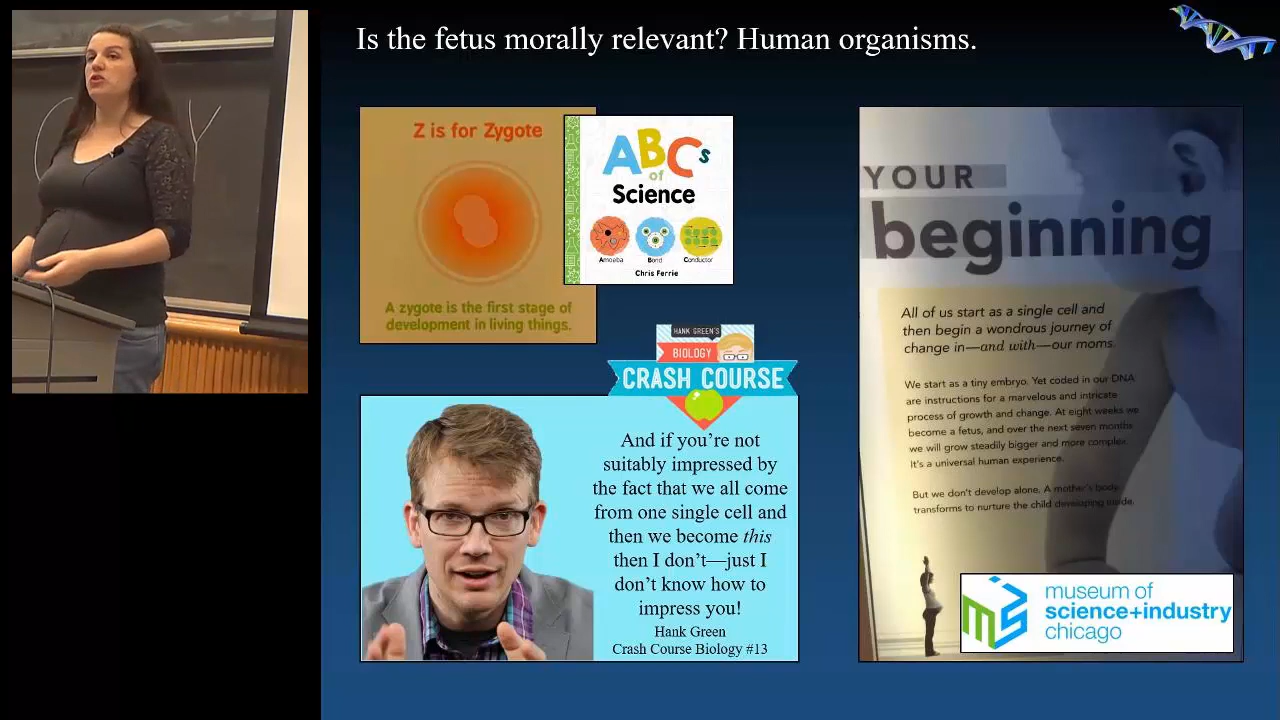 Is the fetus morally relevant? Human organisms.
Z is for Zygote
A zygote is the first stage of
development in living things.
ABCs
of
Science
Amoeba
Bond
Conductor
Chris Ferrie
HANK GREEN'S
BIOLOGY
CRASH COURSE
And if you're not
suitably impressed by
the fact that we all come
from one single cell and
then we become this
then I don't—just I
don't know how to
impress you!
Hank Green
Crash Course Biology #13
YOUR
beginning
All of us start as a single cell and
then begin a wondrous journey of
change in—and with—our moms.
We start as a tiny embryo. Yet coded in our DNA
are instructions for a marvelous and intricate
process of growth and change. At eight weeks we
become a fetus, and over the next seven months
we will grow steadily bigger and more complex.
It's a universal human experience.
But we don't develop alone. A mother's body
transforms to nurture the child developing inside.
msi
museum of
science+industry
chicago